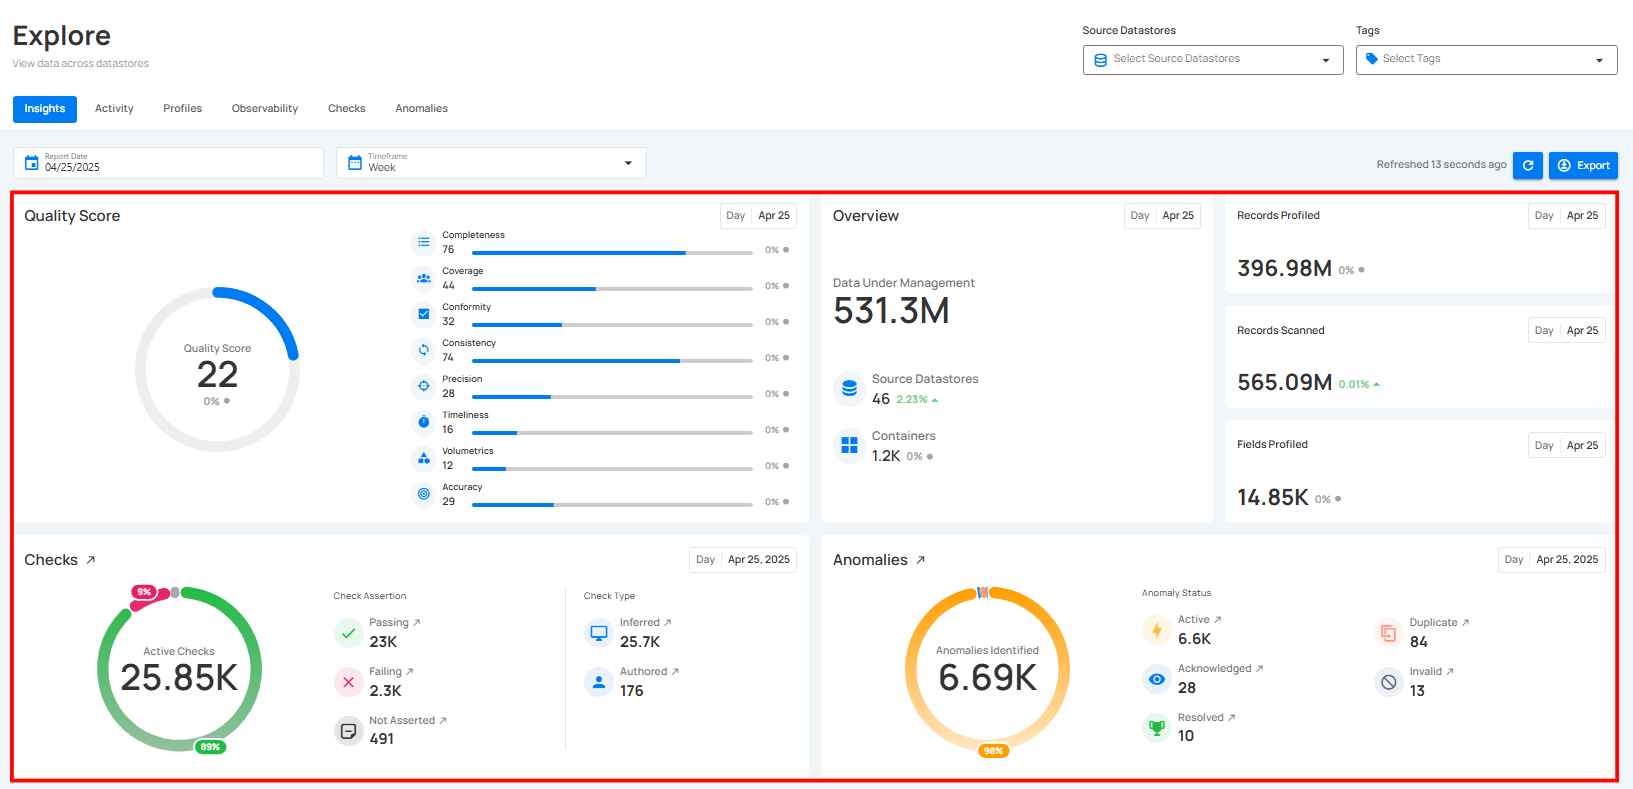 Explore
View data across datastores
Source Datastores
Select Source Datastores
Tags
Select Tags
Insights
Activity
Profiles
Observability
Checks
Anomalies
Report Date
04/25/2025
Timeframe
Week
Refreshed 13 seconds ago
Export
Quality Score
Day Apr 25
Quality Score
22
0%
Completeness
76
0%
Coverage
44
0%
Conformity
32
0%
Consistency
74
0%
Precision
28
0%
Timeliness
16
0%
Volumetrics
12
0%
Accuracy
29
0%
Overview
Day Apr 25
Data Under Management
531.3M
Source Datastores
46 2.23%
Containers
1.2K 0%
Records Profiled
Day Apr 25
396.98M 0%
Records Scanned
Day Apr 25
565.09M 0.01%
Fields Profiled
Day Apr 25
14.85K 0%
Checks
Day Apr 25, 2025
9%
Active Checks
25.85K
89%
Check Assertion
Passing
23K
Failing
2.3K
Not Asserted
491
Check Type
Inferred
25.7K
Authored
176
Anomalies
Day Apr 25, 2025
Anomalies Identified
6.69K
98%
Anomaly Status
Active
6.6K
Acknowledged
28
Resolved
10
Duplicate
84
Invalid
13